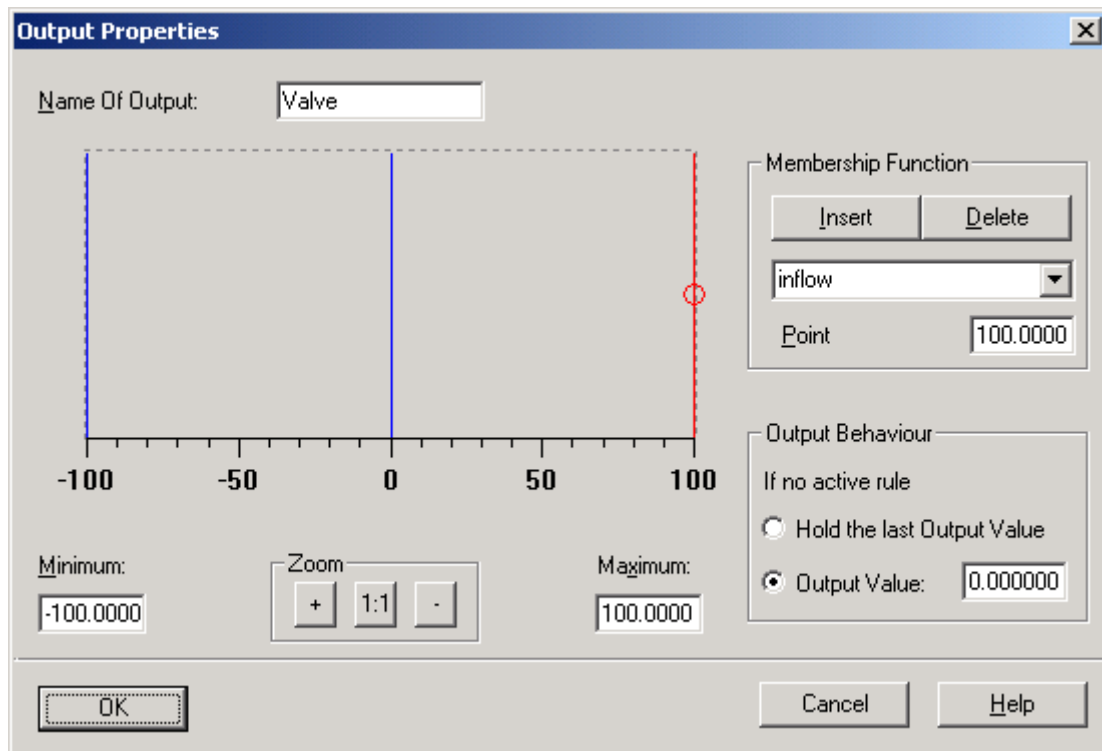 Output Properties
Name Of Output:
Valve
Membership Function
Insert
Delete
inflow
Point
100.0000
-100
-50
0
50
100
Output Behaviour
If no active rule
Hold the last Output Value
Output Value:
0.000000
Minimum:
-100.0000
Zoom
+
1:1
-
Maximum:
100.0000
OK
Cancel
Help